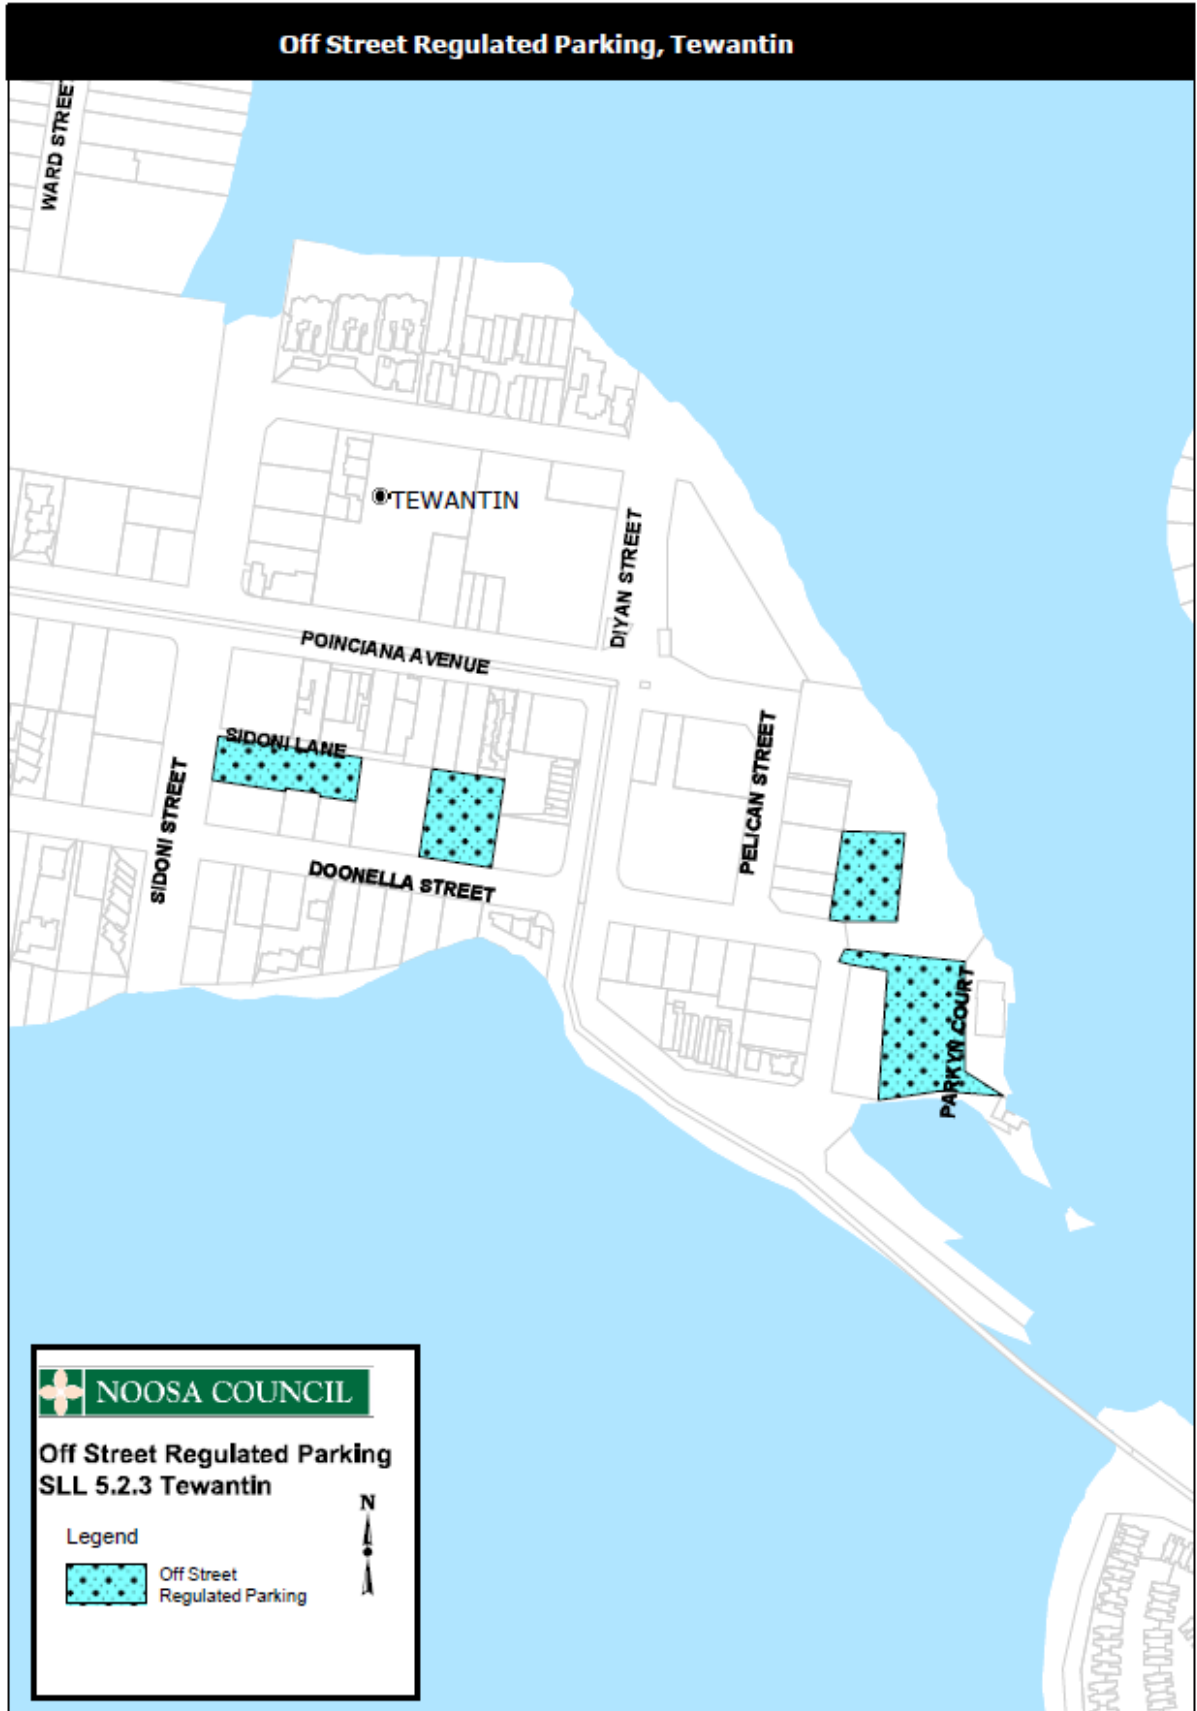 Off Street Regulated Parking, Tewantin
WARD STREET
TEWANTIN
DIYAN STREET
POINCIANA AVENUE
SIDONI LANE
PELICAN STREET
SIDONI STREET
DOONELLA STREET
PARKYN COURT
NOOSA COUNCIL
Off Street Regulated Parking
SLL 5.2.3 Tewantin
N
Legend
Off Street
Regulated Parking